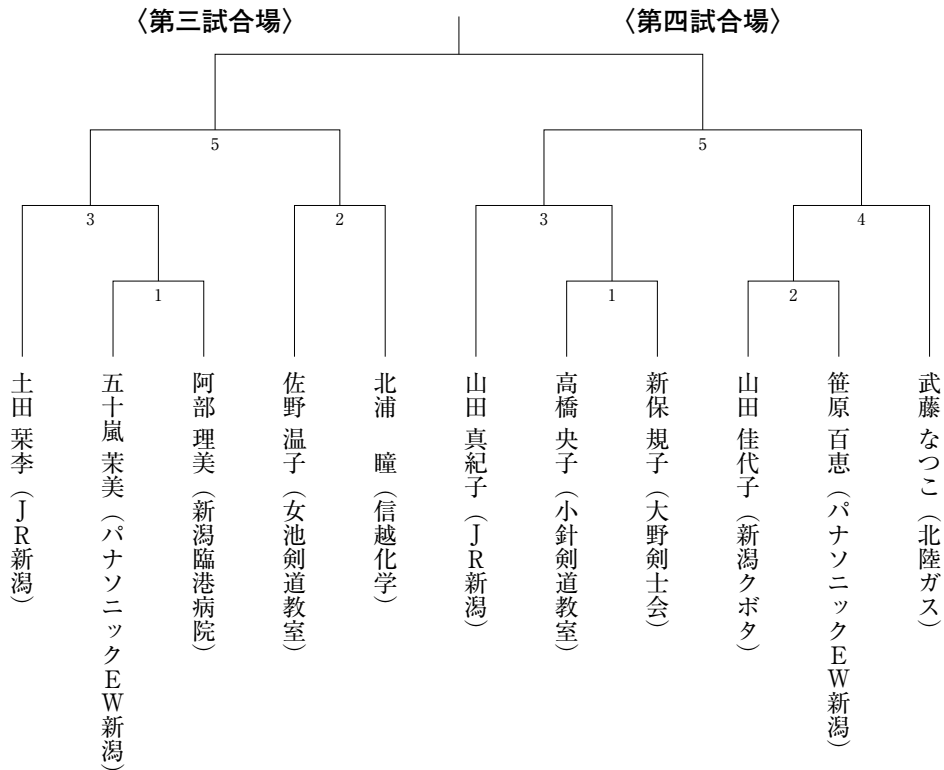 〈第三試合場〉
〈第四試合場〉
5
5
3
2
3
4
1
1
2
土田 栞李（ＪＲ新潟）
五十嵐 茉美（パナソニックＥＷ新潟）
阿部 理美（新潟臨港病院）
佐野 温子（女池剣道教室）
北浦 瞳（信越化学）
山田 真紀子（ＪＲ新潟）
高橋 央子（小針剣道教室）
新保 規子（大野剣士会）
山田 佳代子（新潟クボタ）
笹原 百恵（パナソニックＥＷ新潟）
武藤 なつこ（北陸ガス）